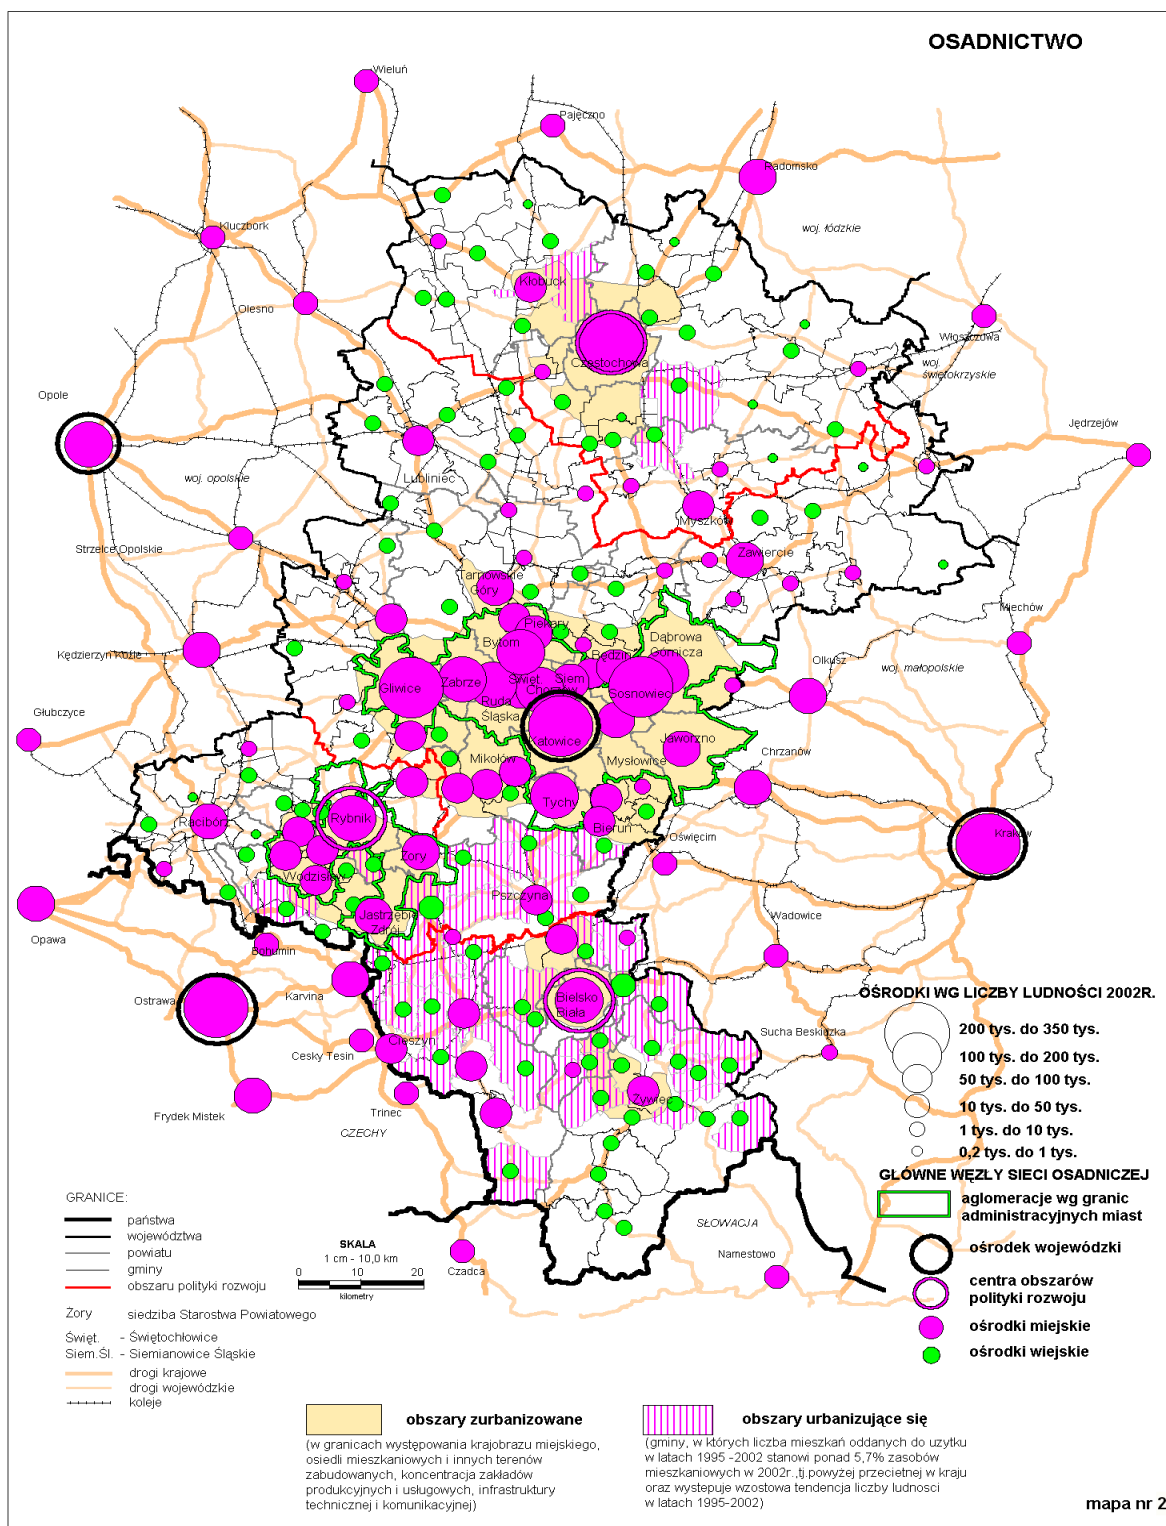 OSADNICTWO
Wieluń
Pajęczno
Radomsko
Kluczbork
woj. łódzkie
Kłobuck
Olesno
Włoszczowa
Częstochowa
woj.
świętokrzyskie
Opole
Jędrzejów
woj. opolskie
Lubliniec
Myszków
Strzelce Opolskie
Zawiercie
Tarnowskie
Góry
Miechów
Piekary
Bytom
Dąbrowa
Górnicza
Będzin
Kędzierzyn Koźle
Olkusz
woj. małopolskie
Gliwice
Zabrze
Święt
Siem
Chorzów
Sosnowiec
Ruda
Śląska
Głubczyce
Katowice
Jaworzno
Mikołów
Mysłowice
Chrzanów
Tychy
Racibórz
Rybnik
Bieruń
Oświęcim
Kraków
Żory
Wodzisław
Pszczyna
Jastrzębie
Zdrój
Wadowice
Opawa
Bohumin
Karvina
Ostrawa
Bielsko
Biała
OŚRODKI WG LICZBY LUDNOŚCI 2002R.
200 tys. do 350 tys.
100 tys. do 200 tys.
50 tys. do 100 tys.
10 tys. do 50 tys.
1 tys. do 10 tys.
0,2 tys. do 1 tys.
Sucha Beskidzka
Cieszyn
Cesky Tesin
Żywiec
Frydek Mistek
Trinec
CZECHY
GŁÓWNE WĘZŁY SIECI OSADNICZEJ
aglomeracje wg granic
administracyjnych miast
ośrodek wojewódzki
centra obszarów
polityki rozwoju
ośrodki miejskie
ośrodki wiejskie
SŁOWACJA
Namestowo
Czadca
GRANICE:
państwa
województwa
powiatu
gminy
obszaru polityki rozwoju
Żory siedziba Starostwa Powiatowego
Święt. - Świętochłowice
Siem.Śl. - Siemianowice Śląskie
drogi krajowe
drogi wojewódzkie
koleje
SKALA
1 cm - 10,0 km
0 10 20
kilometry
obszary zurbanizowane
(w granicach występowania krajobrazu miejskiego,
osiedli mieszkaniowych i innych terenów
zabudowanych, koncentracja zakładów
produkcyjnych i usługowych, infrastruktury
technicznej i komunikacyjnej)
obszary urbanizujące się
(gminy, w których liczba mieszkań oddanych do uzytku
w latach 1995 -2002 stanowi ponad 5,7% zasobów
mieszkaniowych w 2002r.,tj.powyżej przecietnej w kraju
oraz wystepuje wzostowa tendencja liczby ludnosci
w latach 1995-2002)
mapa nr 2